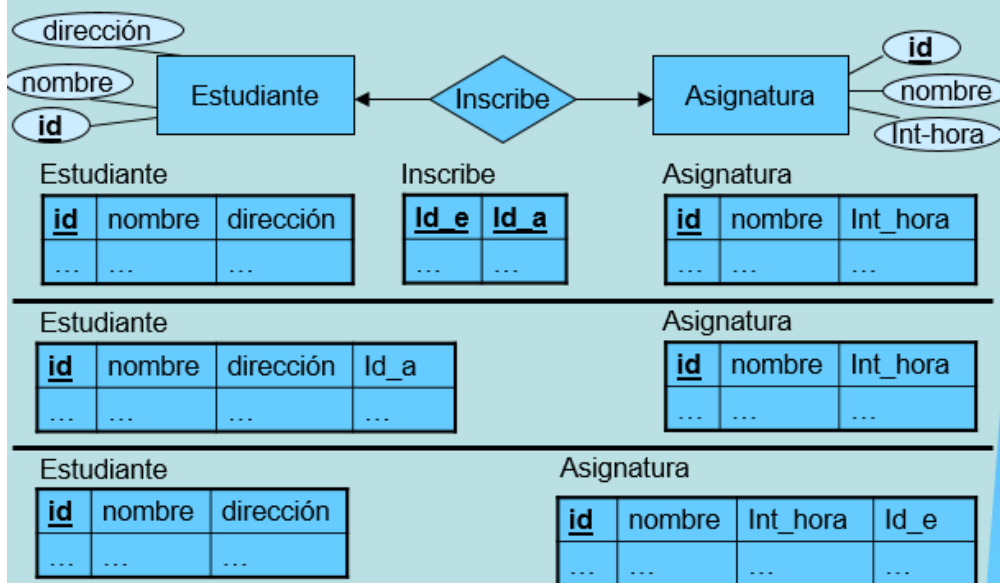 dirección
nombre
id
Estudiante
Inscribe
Asignatura
id
nombre
Int-hora
Estudiante
id nombre dirección
... ... ...
Inscribe
Id_e Id_a
... ...
Asignatura
id nombre Int_hora
... ... ...
Estudiante
id nombre dirección Id_a
... ... ... ...
Asignatura
id nombre Int_hora
... ... ...
Estudiante
id nombre dirección
... ... ...
Asignatura
id nombre Int_hora Id_e
... ... ... ...